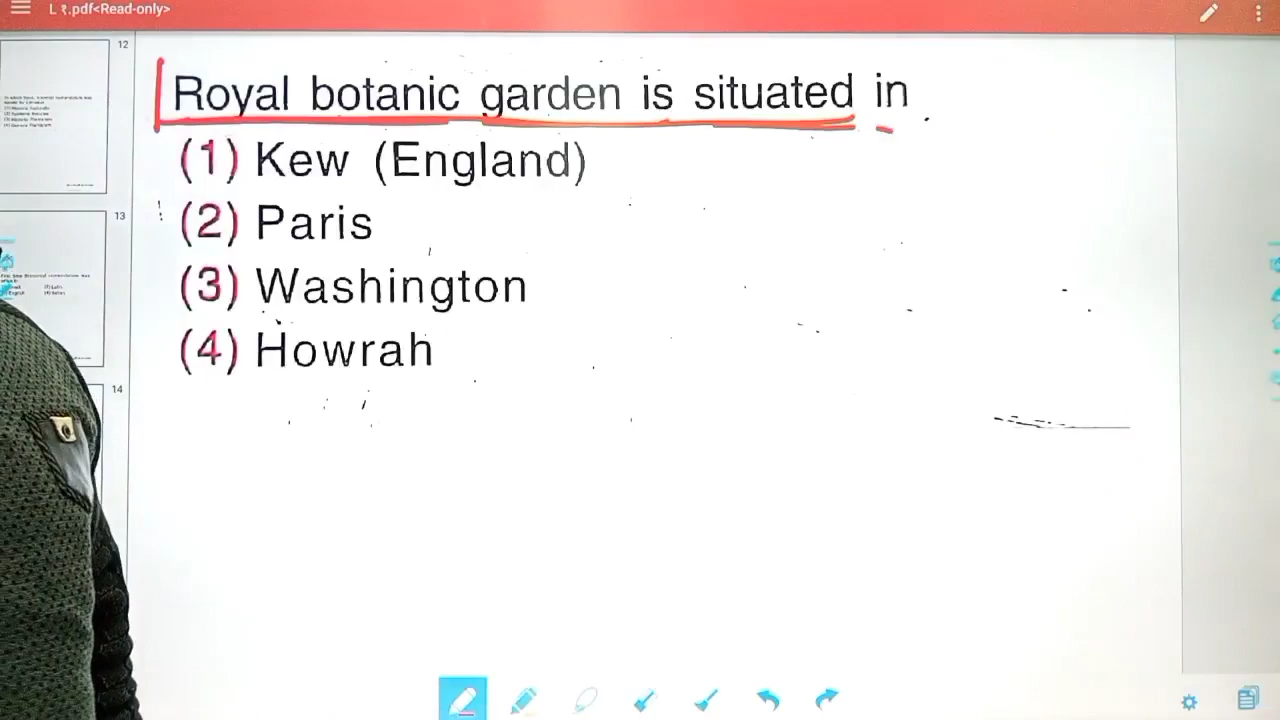 L १.pdf<Read-only>
12
13
14
Royal botanic garden is situated in
(1) Kew (England)
(2) Paris
(3) Washington
(4) Howrah